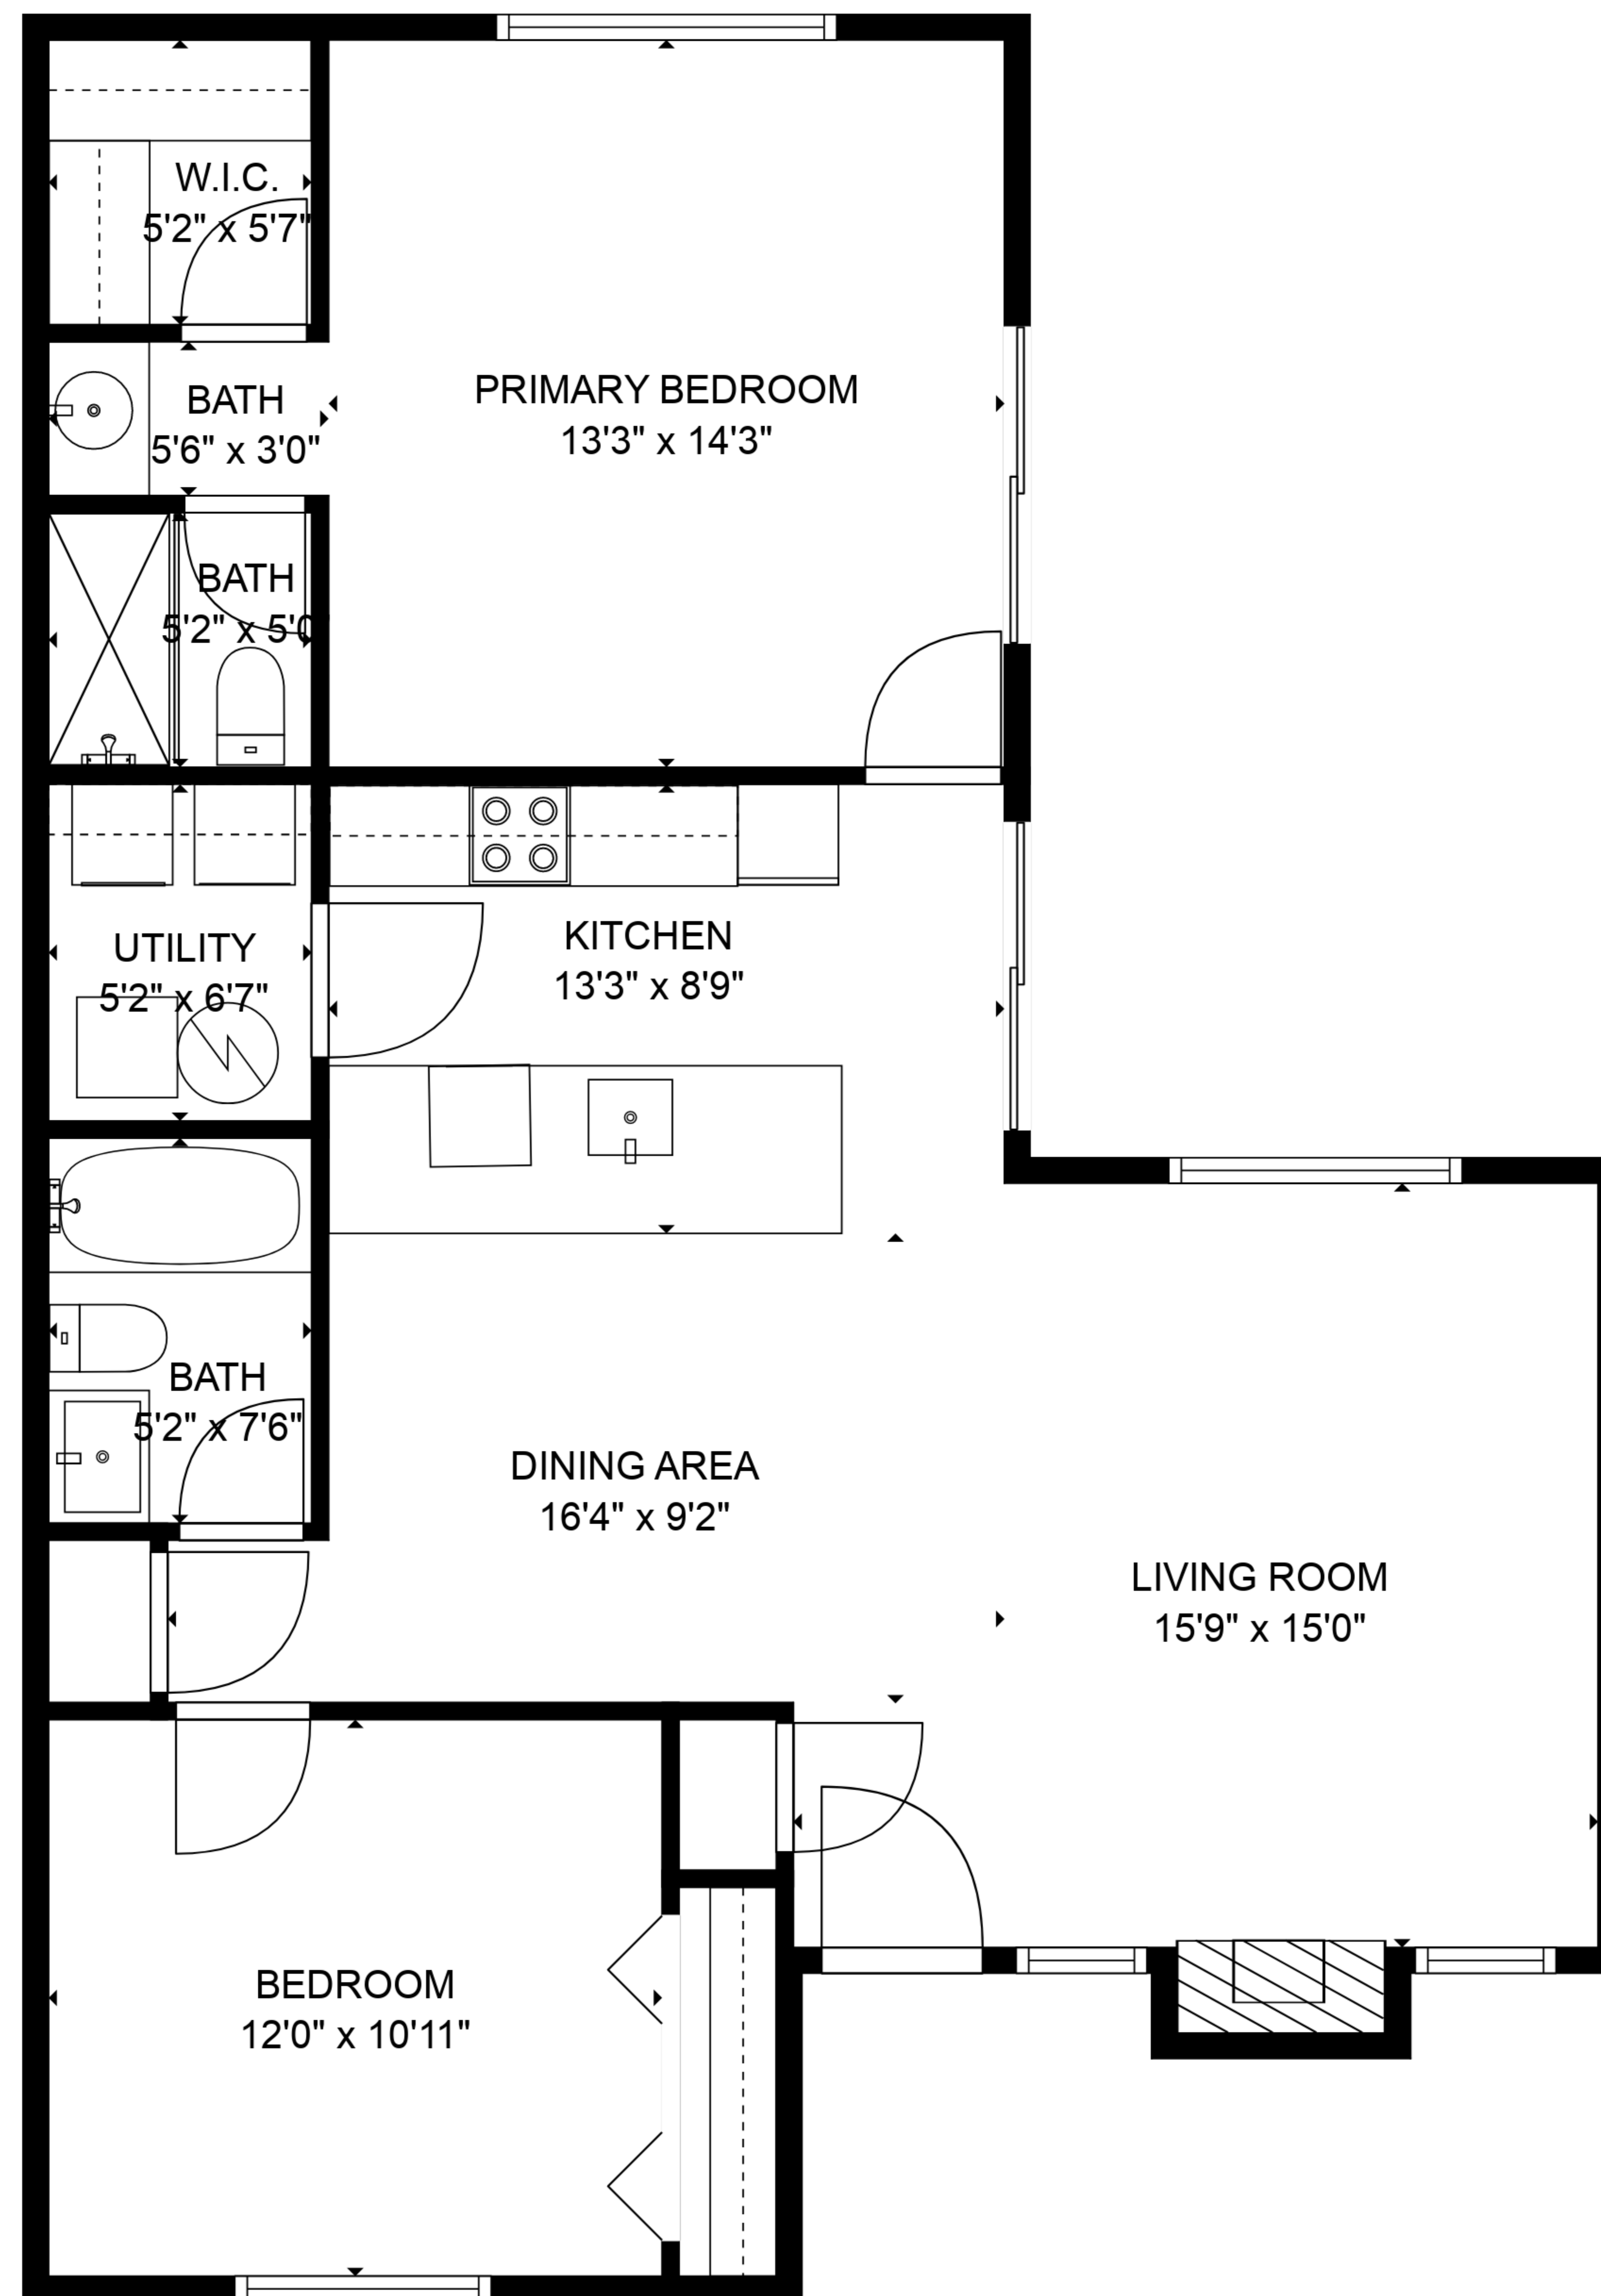 W.I.C.
5'2" x 5'7"
PRIMARY BEDROOM
13'3" x 14'3"
BATH
5'6" x 3'0"
BATH
5'2" x 5'0
KITCHEN
13'3" x 8'9"
UTILITY
5'2" x 6'7"
BATH
5'2" x 7'6"
DINING AREA
16'4" x 9'2"
LIVING ROOM
15'9" x 15'0"
BEDROOM
12'0" x 10'11"